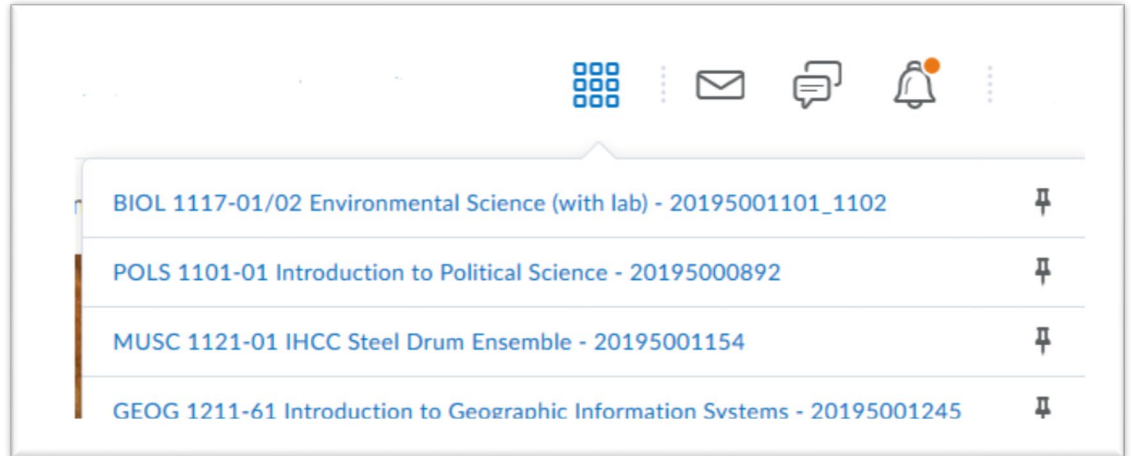 BIOL 1117-01/02 Environmental Science (with lab) - 20195001101_1102
POLS 1101-01 Introduction to Political Science - 20195000892
MUSC 1121-01 IHCC Steel Drum Ensemble - 20195001154
GEOG 1211-61 Introduction to Geographic Information Systems - 20195001245